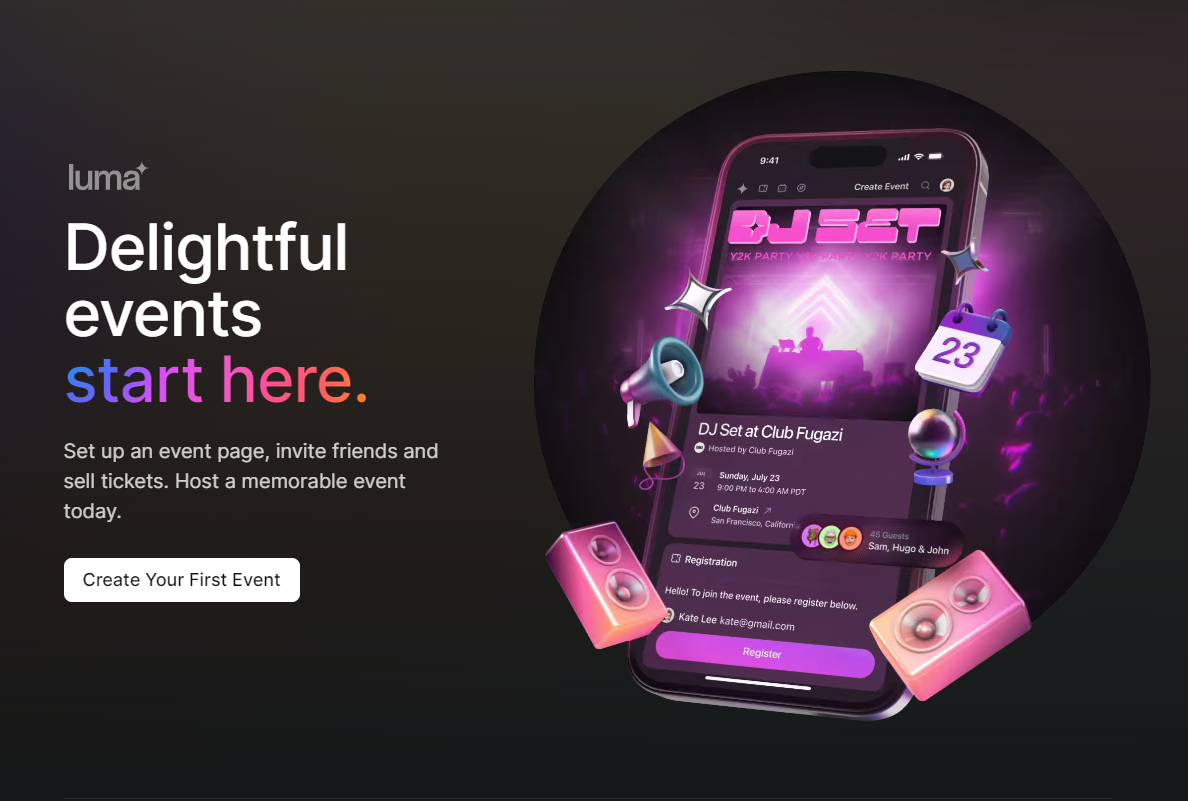 luma
Delightful
events
start here.
Set up an event page, invite friends and
sell tickets. Host a memorable event
today.
Create Your First Event
9:41
Create Event
DJ SET
Y2K PARTY Y2K PARTY Y2K PARTY
23
DJ Set at Club Fugazi
Hosted by Club Fugazi
JUL
23
Sunday, July 23
9:00 PM to 4:00 AM PDT
Club Fugazi
San Francisco, Californi
45 Guests
Sam, Hugo & John
Registration
Hello! To join the event, please register below.
Kate Lee kate@gmail.com
Register